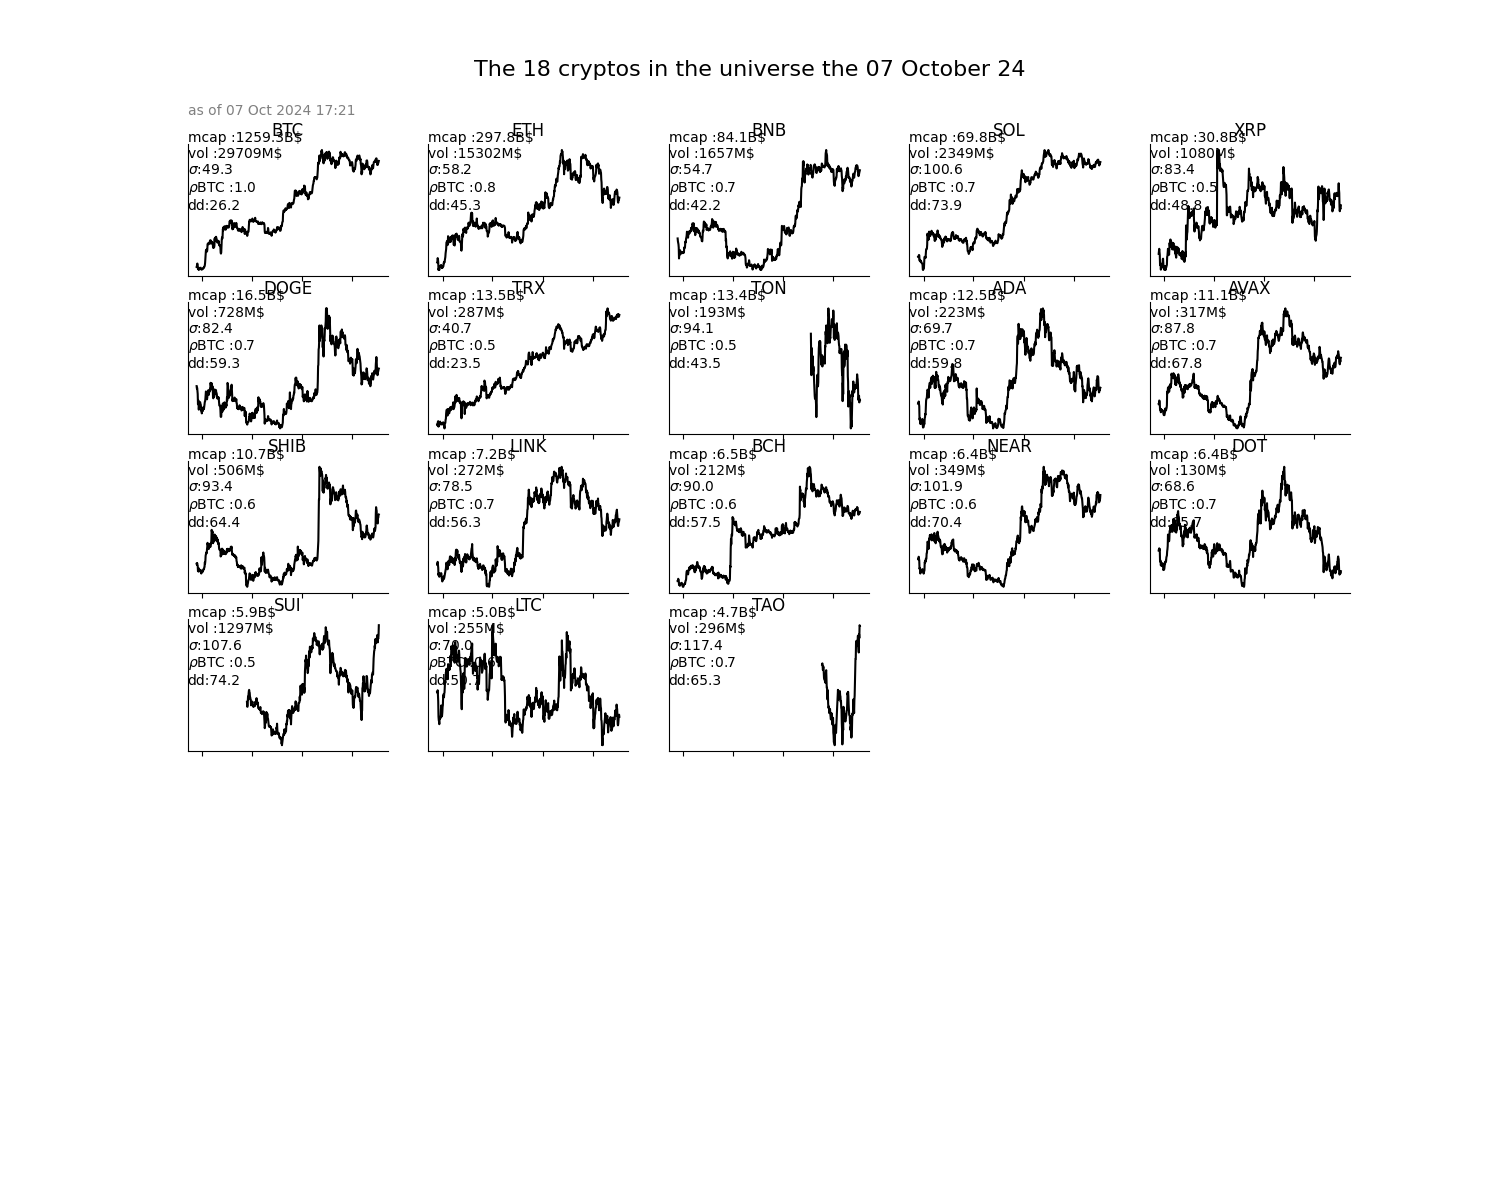 The 18 cryptos in the universe the 07 October 24
as of 07 Oct 2024 17:21
BTC
mcap :1259.3B$
vol :29709M$
σ:49.3
ρBTC :1.0
dd:26.2
ETH
mcap :297.8B$
vol :15302M$
σ:58.2
ρBTC :0.8
dd:45.3
BNB
mcap :84.1B$
vol :1657M$
σ:54.7
ρBTC :0.7
dd:42.2
SOL
mcap :69.8B$
vol :2349M$
σ:100.6
ρBTC :0.7
dd:73.9
XRP
mcap :30.8B$
vol :1080M$
σ:83.4
ρBTC :0.5
dd:48.8
DOGE
mcap :16.5B$
vol :728M$
σ:82.4
ρBTC :0.7
dd:59.3
TRX
mcap :13.5B$
vol :287M$
σ:40.7
ρBTC :0.5
dd:23.5
TON
mcap :13.4B$
vol :193M$
σ:94.1
ρBTC :0.5
dd:43.5
ADA
mcap :12.5B$
vol :223M$
σ:69.7
ρBTC :0.7
dd:59.8
AVAX
mcap :11.1B$
vol :317M$
σ:87.8
ρBTC :0.7
dd:67.8
SHIB
mcap :10.7B$
vol :506M$
σ:93.4
ρBTC :0.6
dd:64.4
LINK
mcap :7.2B$
vol :272M$
σ:78.5
ρBTC :0.7
dd:56.3
BCH
mcap :6.5B$
vol :212M$
σ:90.0
ρBTC :0.6
dd:57.5
NEAR
mcap :6.4B$
vol :349M$
σ:101.9
ρBTC :0.6
dd:70.4
DOT
mcap :6.4B$
vol :130M$
σ:68.6
ρBTC :0.7
SUI
mcap :5.9B$
vol :1297M$
σ:107.6
ρBTC :0.5
dd:74.2
LTC
mcap :5.0B$
vol :255M$
σ:70.0
TAO
mcap :4.7B$
vol :296M$
σ:117.4
ρBTC :0.7
dd:65.3